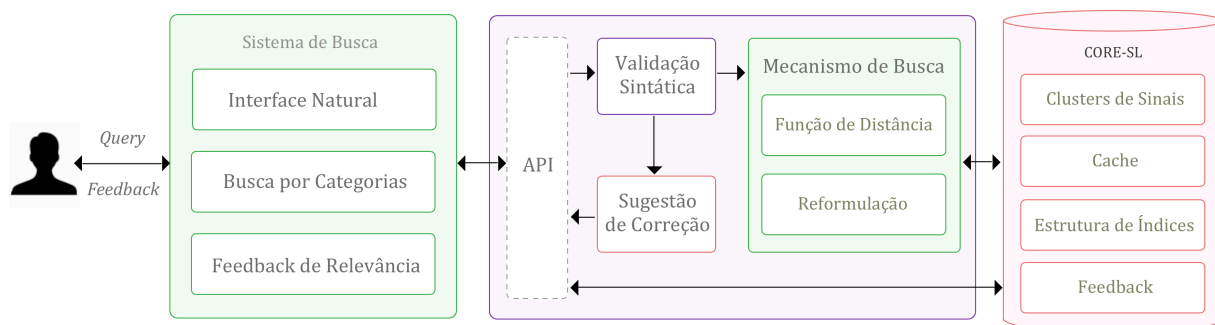 Query
Feedback
Sistema de Busca
Interface Natural
Busca por Categorias
Feedback de Relevância
API
Validação
Sintática
Sugestão
de Correção
Mecanismo de Busca
Função de Distância
Reformulação
CORE-SL
Clusters de Sinais
Cache
Estrutura de Índices
Feedback